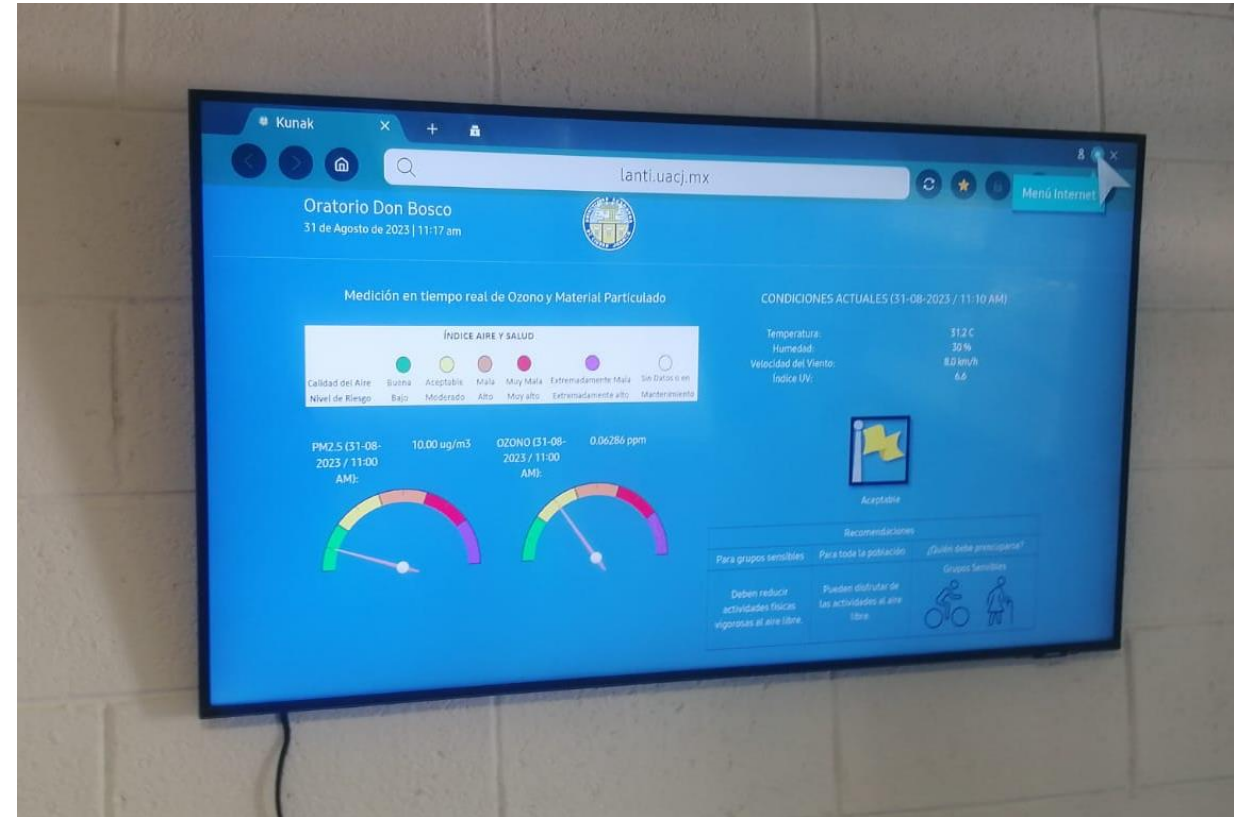 Kunak
lanti.uacj.mx
Menú Internet
Oratorio Don Bosco
31 de Agosto de 2023 | 11:17 am
Medición en tiempo real de Ozono y Material Particulado
ÍNDICE AIRE Y SALUD
Calidad del Aire Buena Aceptable Mala Muy Mala Extremadamente Mala Sin Datos o en
Nivel de Riesgo Bajo Moderado Alto Muy alto Extremadamente alto Mantenimiento
PM2.5 (31-08-
2023 / 11:00
AM):
10.00 ug/m3
OZONO (31-08-
2023 / 11:00
AM):
0.06286 ppm
CONDICIONES ACTUALES (31-08-2023 / 11:10 AM)
Temperatura: 31.2 C
Humedad: 30 %
Velocidad del Viento: 8.0 km/h
Índice UV: 6.6
Aceptable
Recomendaciones
Para grupos sensibles
Para toda la población
¿Quién debe preocuparse?
Deben reducir
actividades físicas
vigorosas al aire libre.
Pueden disfrutar de
las actividades al aire
libre.
Grupos Sensibles